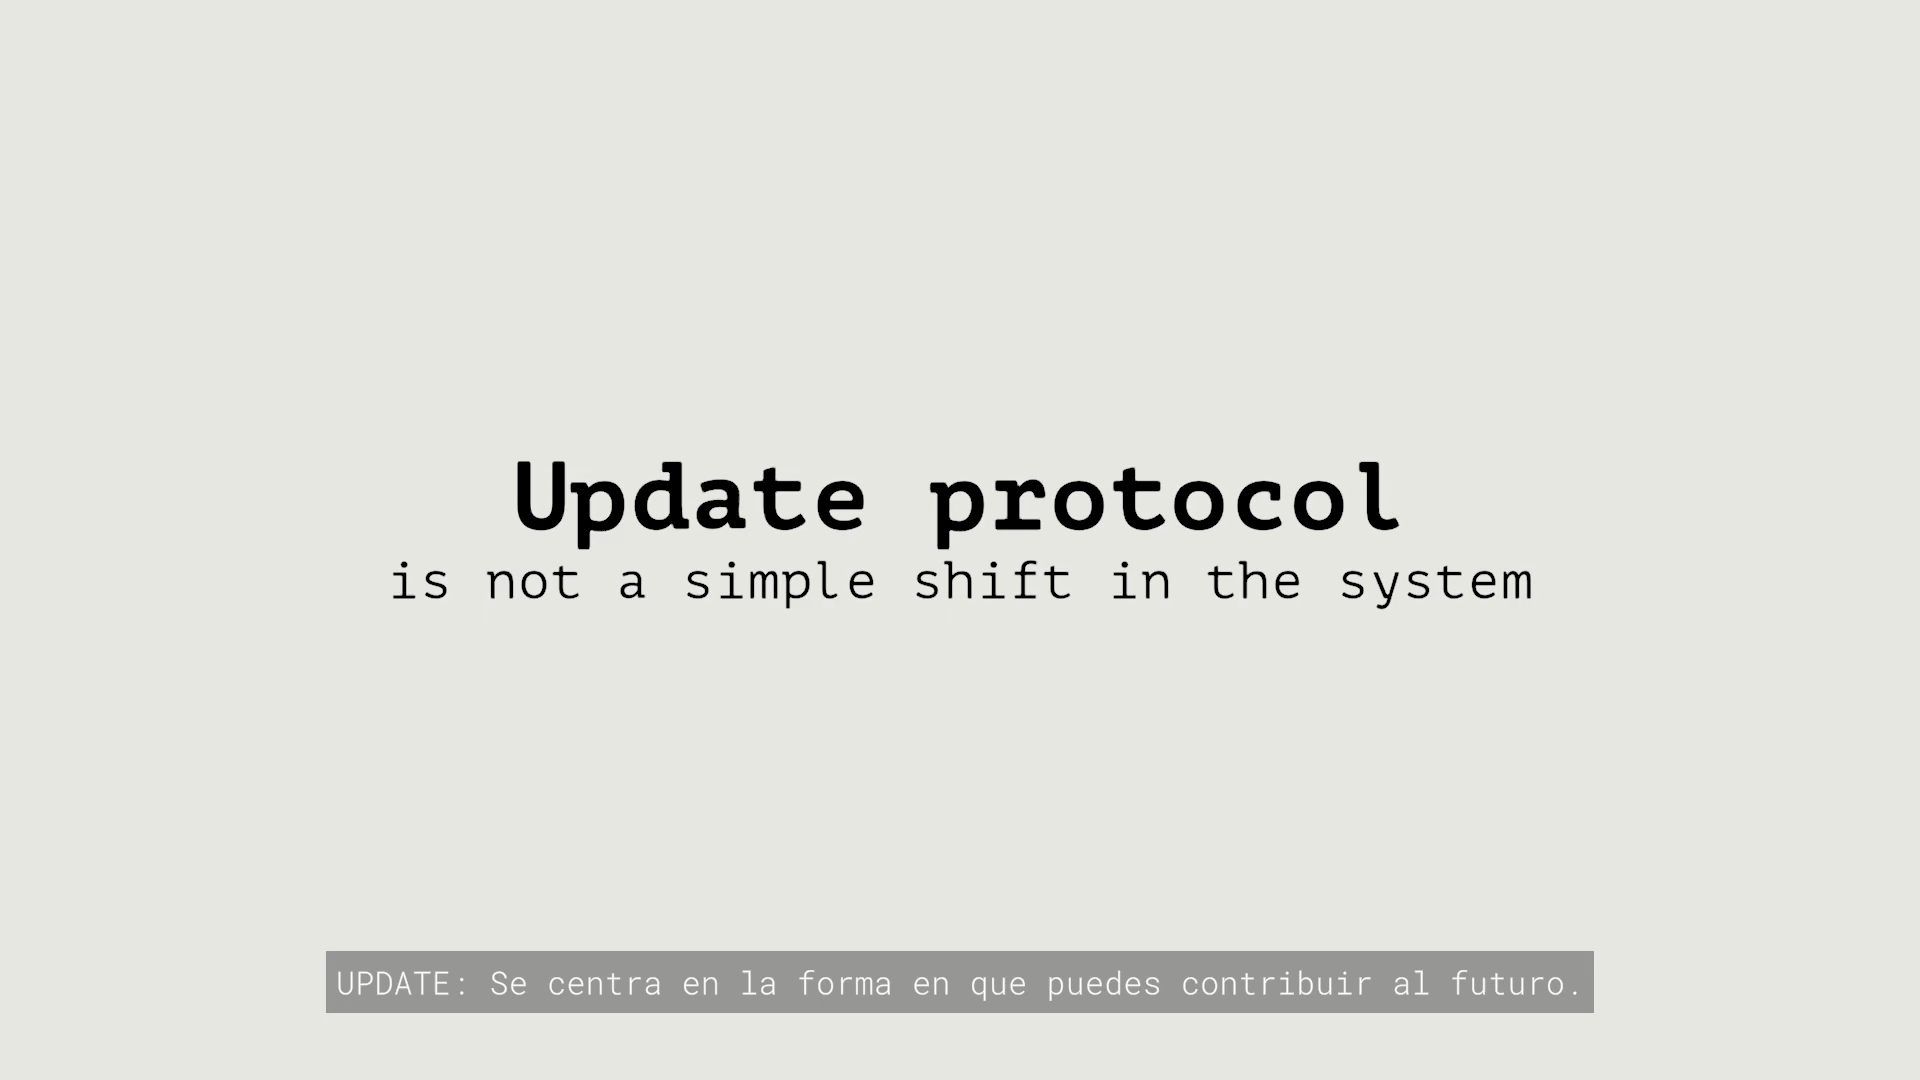 Update protocol
is not a simple shift in the system
UPDATE: Se centra en la forma en que puedes contribuir al futuro.